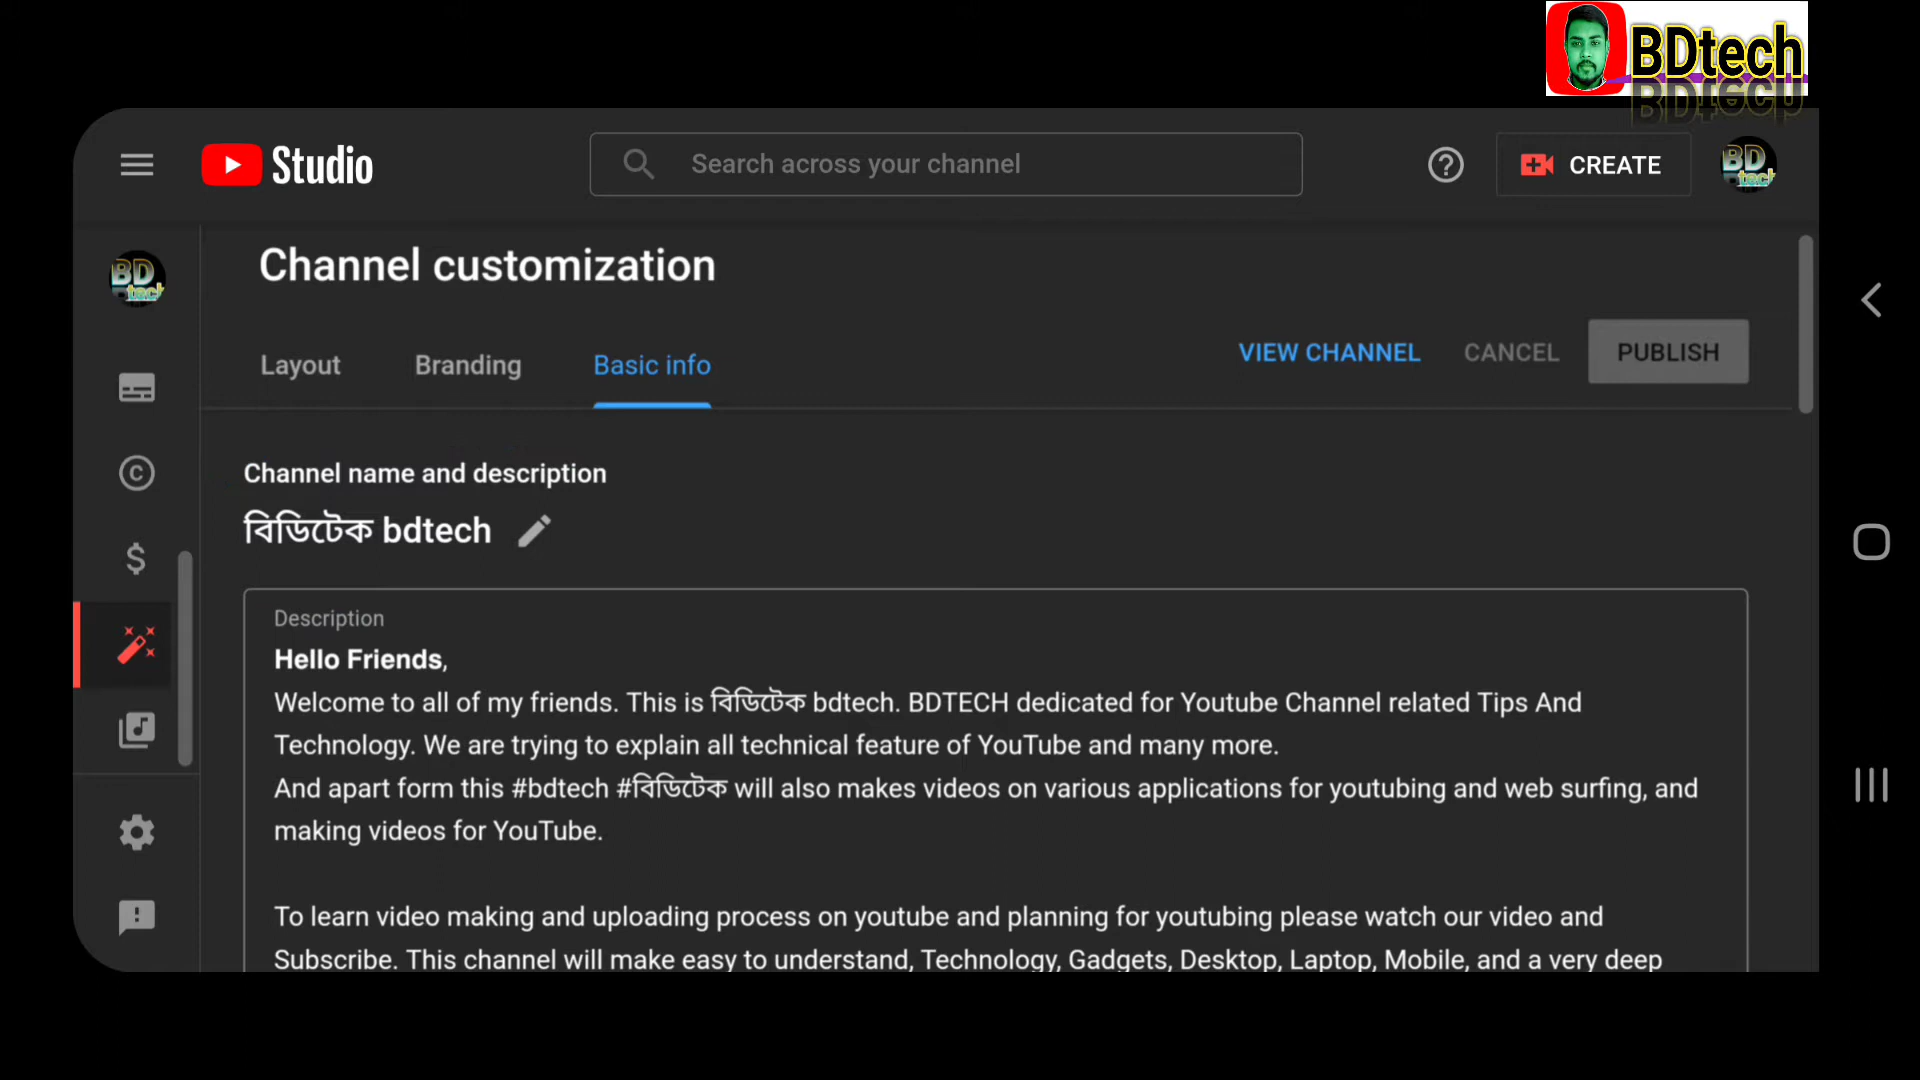 BDtech
Studio
Search across your channel
CREATE
BD
tech
BD
tech
Channel customization
Layout
Branding
Basic info
VIEW CHANNEL
CANCEL
PUBLISH
Channel name and description
বিডিটেক bdtech
Description
Hello Friends,
Welcome to all of my friends. This is বিডিটেক bdtech. BDTECH dedicated for Youtube Channel related Tips And
Technology. We are trying to explain all technical feature of YouTube and many more.
And apart form this #bdtech #বিডিটেক will also makes videos on various applications for youtubing and web surfing, and
making videos for YouTube.
To learn video making and uploading process on youtube and planning for youtubing please watch our video and
Subscribe. This channel will make easy to understand, Technology, Gadgets, Desktop, Laptop, Mobile, and a very deep